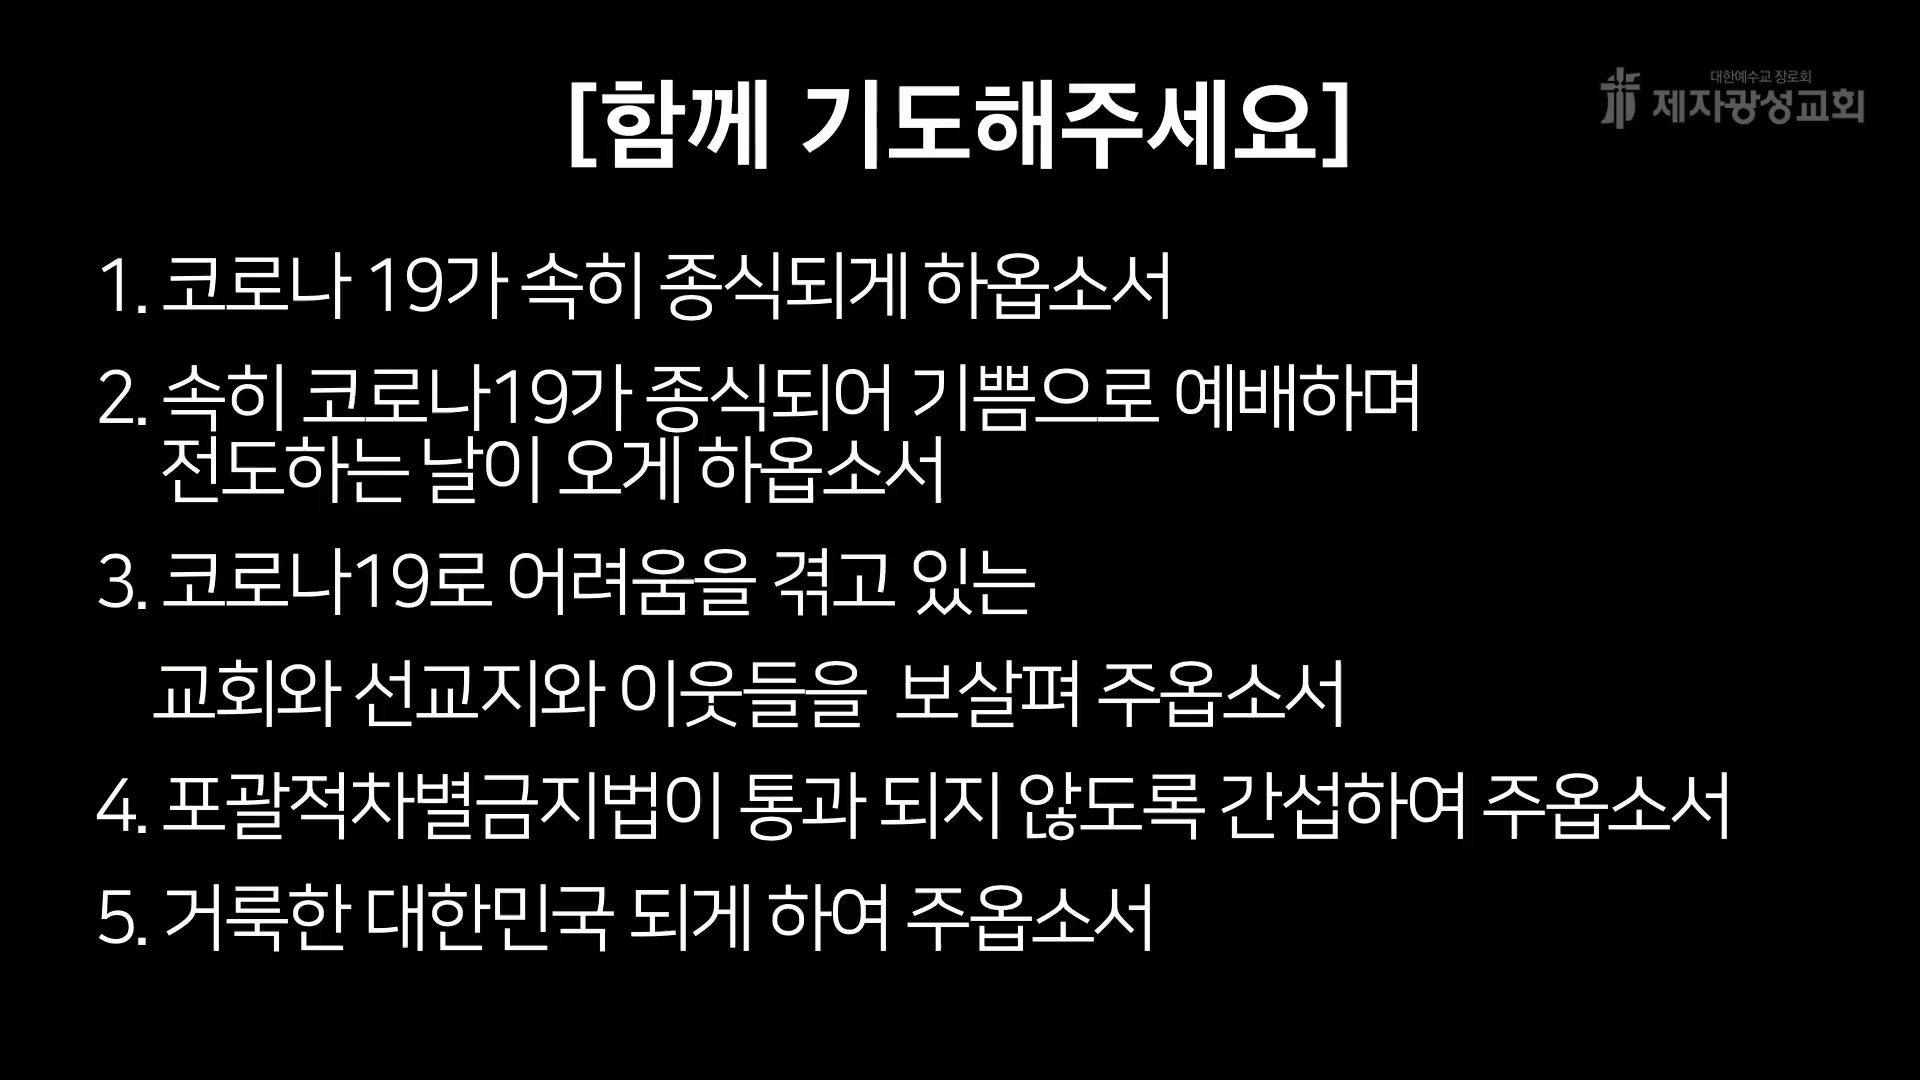 대한예수교 장로회
제자광성교회
[함께 기도해주세요]
1. 코로나 19가 속히 종식되게 하옵소서
2. 속히 코로나19가 종식되어 기쁨으로 예배하며
전도하는 날이 오게 하옵소서
3. 코로나19로 어려움을 겪고 있는
교회와 선교지와 이웃들을 보살펴 주옵소서
4. 포괄적차별금지법이 통과 되지 않도록 간섭하여 주옵소서
5. 거룩한 대한민국 되게 하여 주옵소서